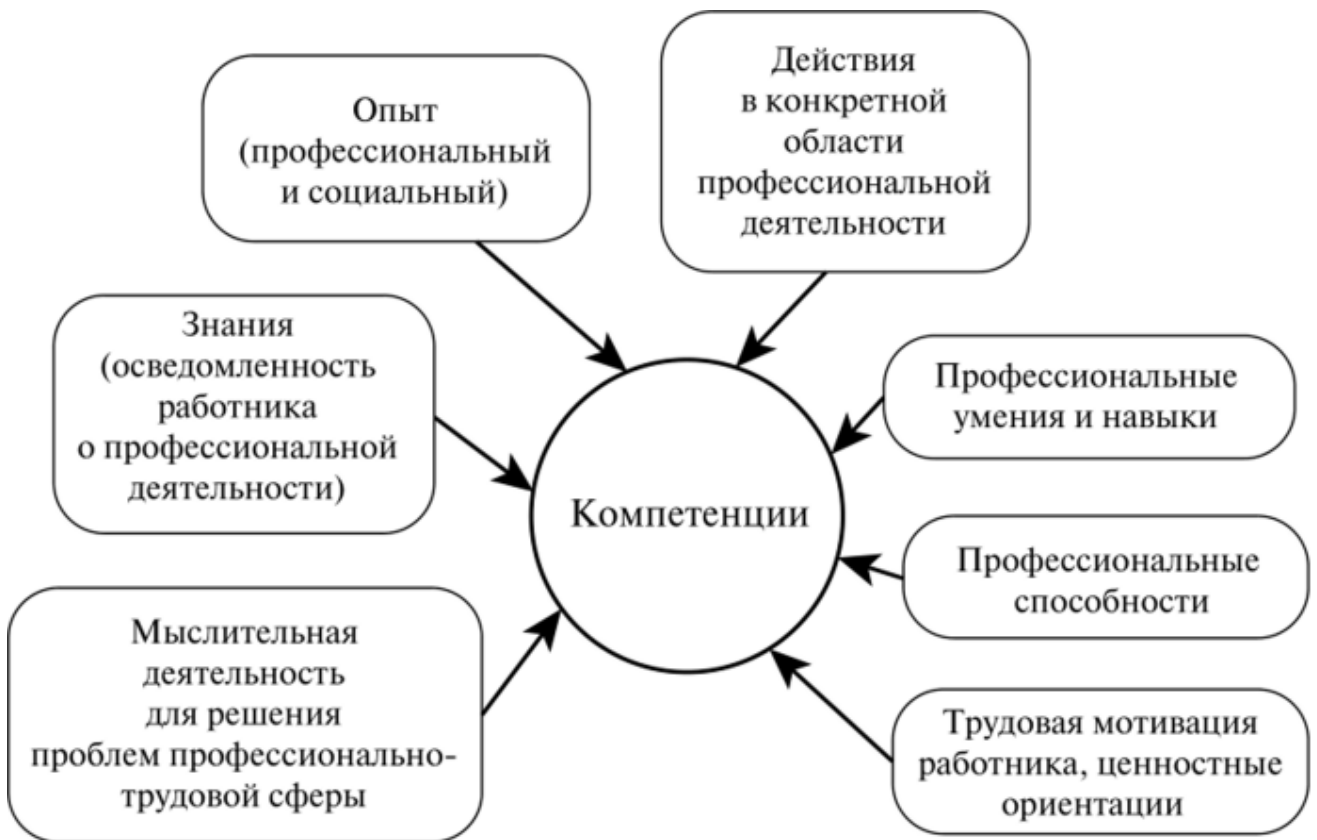 Опыт
(профессиональный
и социальный)
Действия
в конкретной
области
профессиональной
деятельности
Знания
(осведомленность
работника
о профессиональной
деятельности)
Профессиональные
умения и навыки
Компетенции
Профессиональные
способности
Мыслительная
деятельность
для решения
проблем профессионально-
трудовой сферы
Трудовая мотивация
работника, ценностные
ориентации